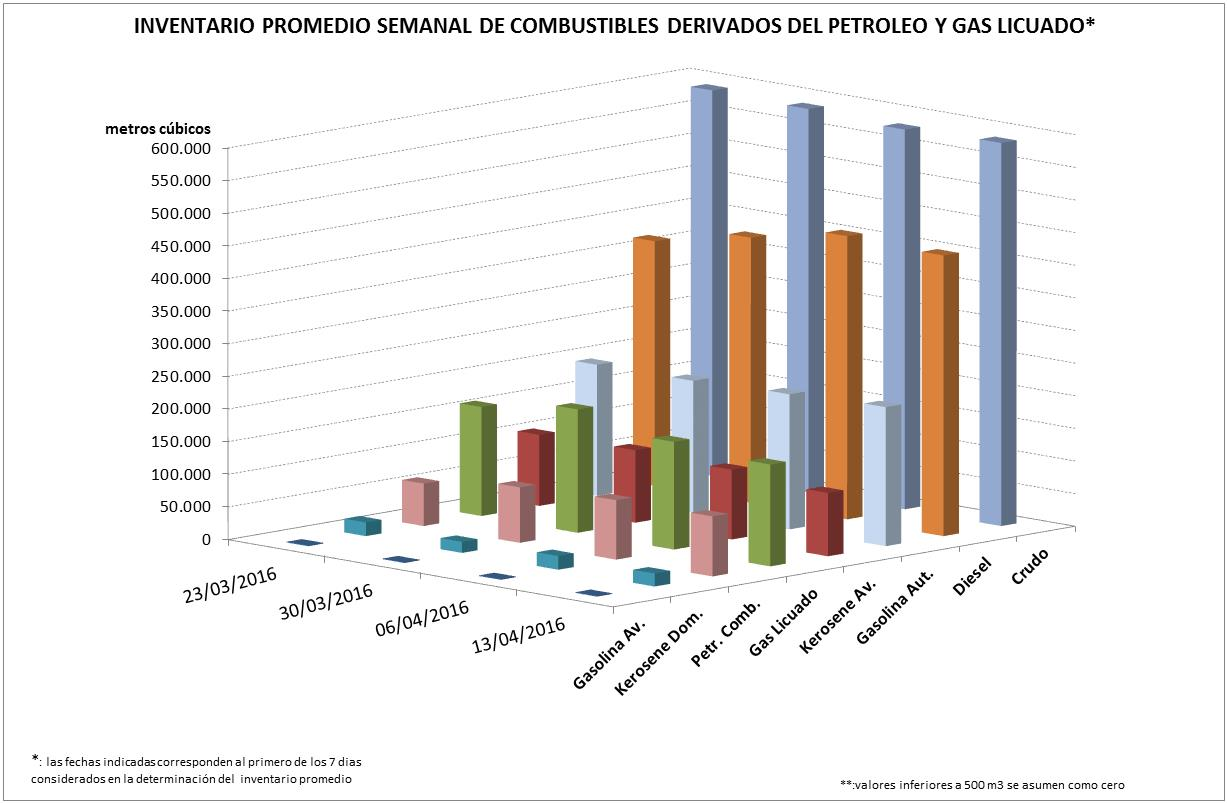 INVENTARIO PROMEDIO SEMANAL DE COMBUSTIBLES DERIVADOS DEL PETROLEO Y GAS LICUADO*
metros cúbicos
600.000
550.000
500.000
450.000
400.000
350.000
300.000
250.000
200.000
150.000
100.000
50.000
0
23/03/2016
30/03/2016
06/04/2016
13/04/2016
Gasolina Av.
Kerosene Dom.
Petr. Comb.
Gas Licuado
Kerosene Av.
Gasolina Aut.
Diesel
Crudo
*: las fechas indicadas corresponden al primero de los 7 dias
considerados en la determinación del inventario promedio
**:valores inferiores a 500 m3 se asumen como cero